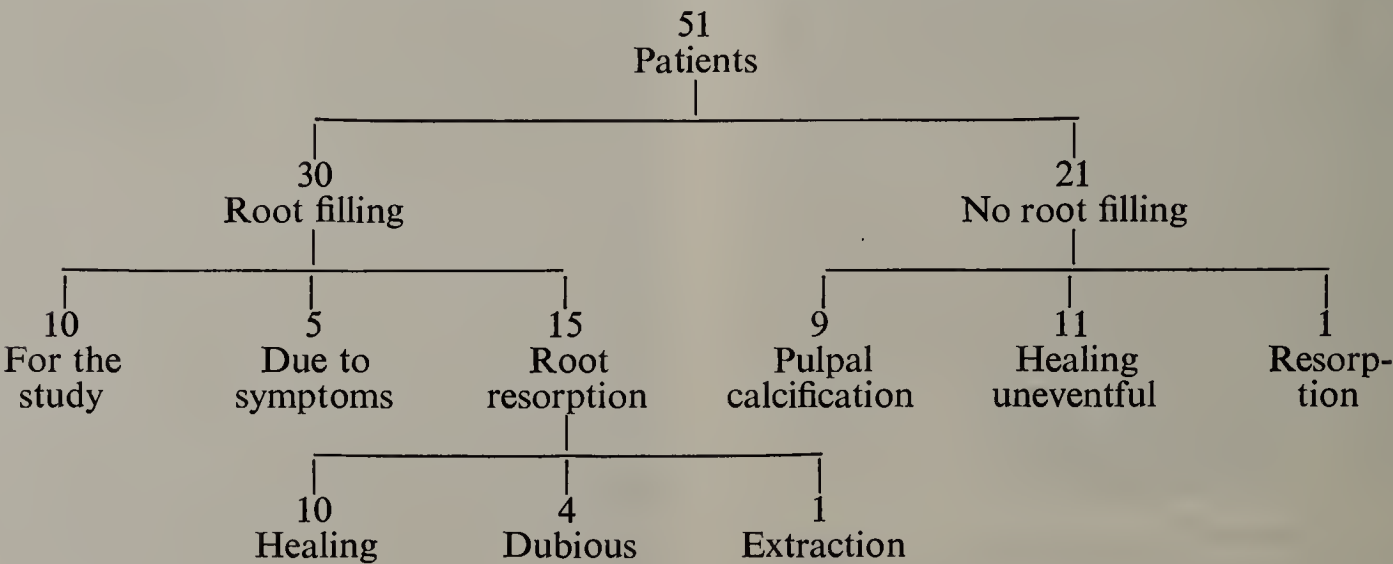 51
Patients
30
Root filling
21
No root filling
10
For the
study
5
Due to
symptoms
15
Root
resorption
9
Pulpal
calcification
11
Healing
uneventful
1
Resorp-
tion
10
Healing
4
Dubious
1
Extraction